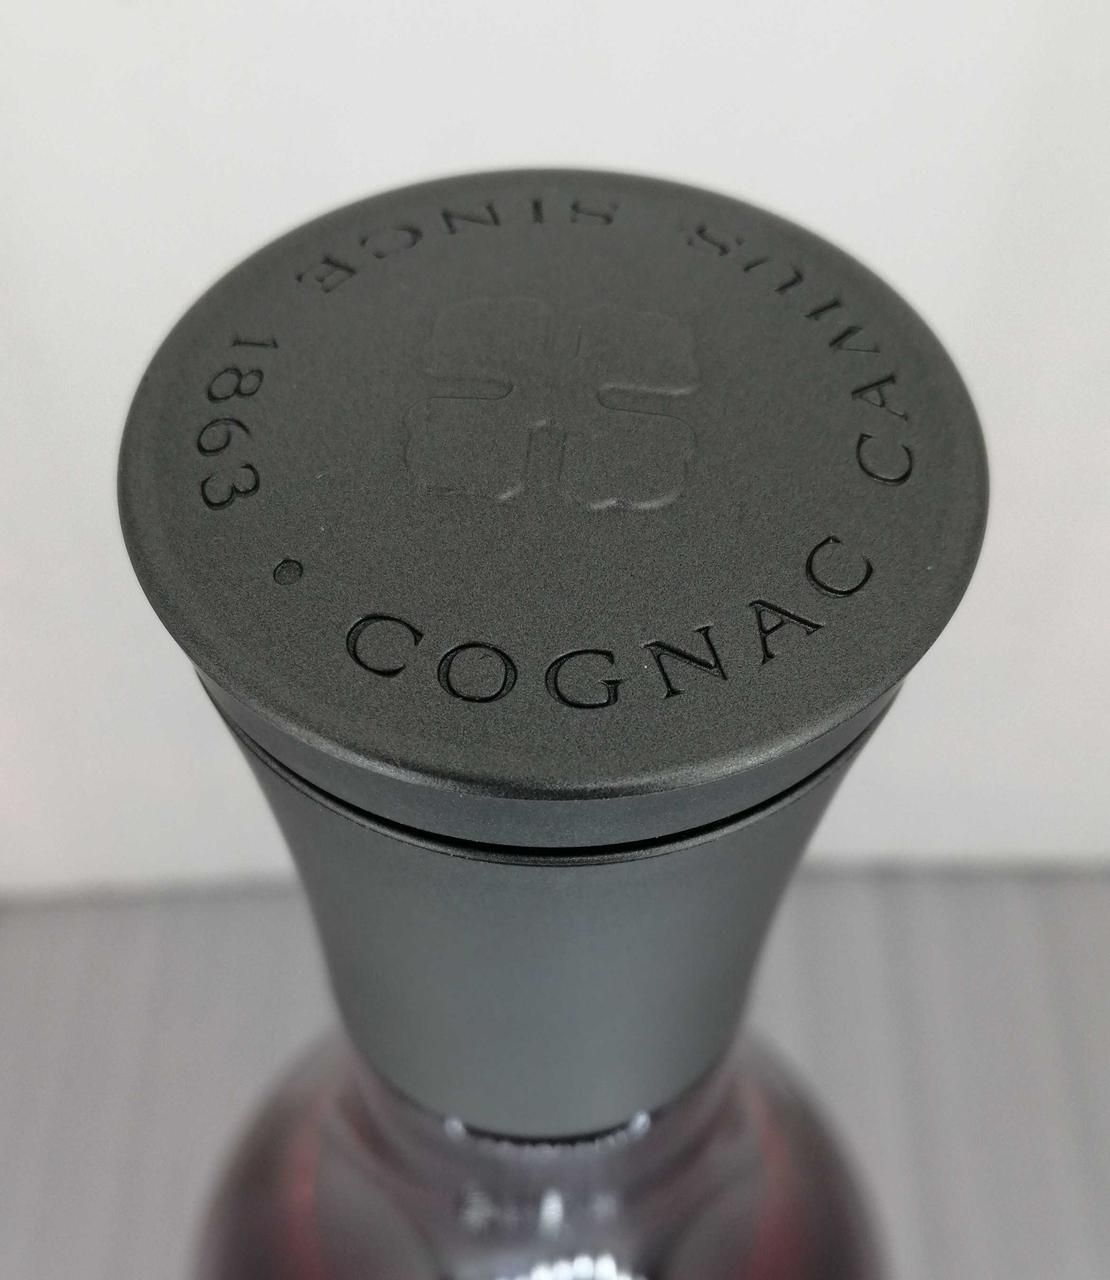 COGNAC CAMUS SINCE 1863 •